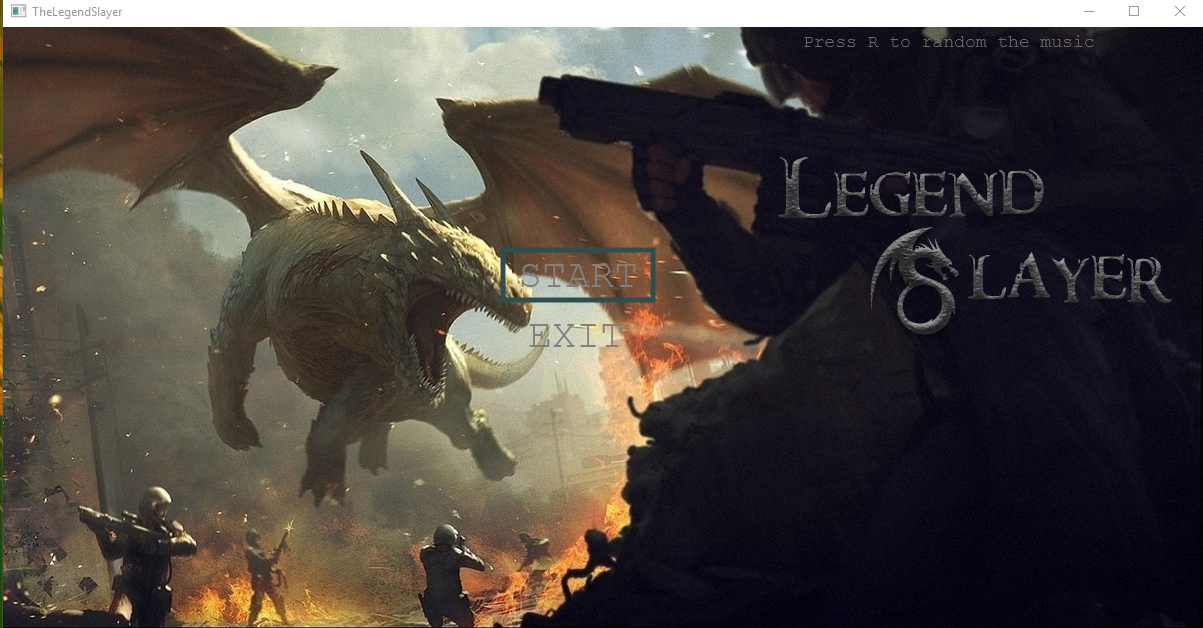 TheLegendSlayer
Press R to random the music
LEGEND
SLAYER
START
EXIT